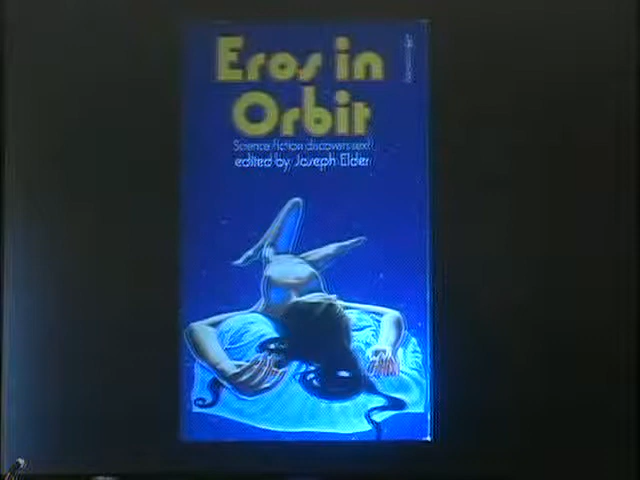 Eros in
Orbit
Science fiction discovers sex!
edited by Joseph Elder